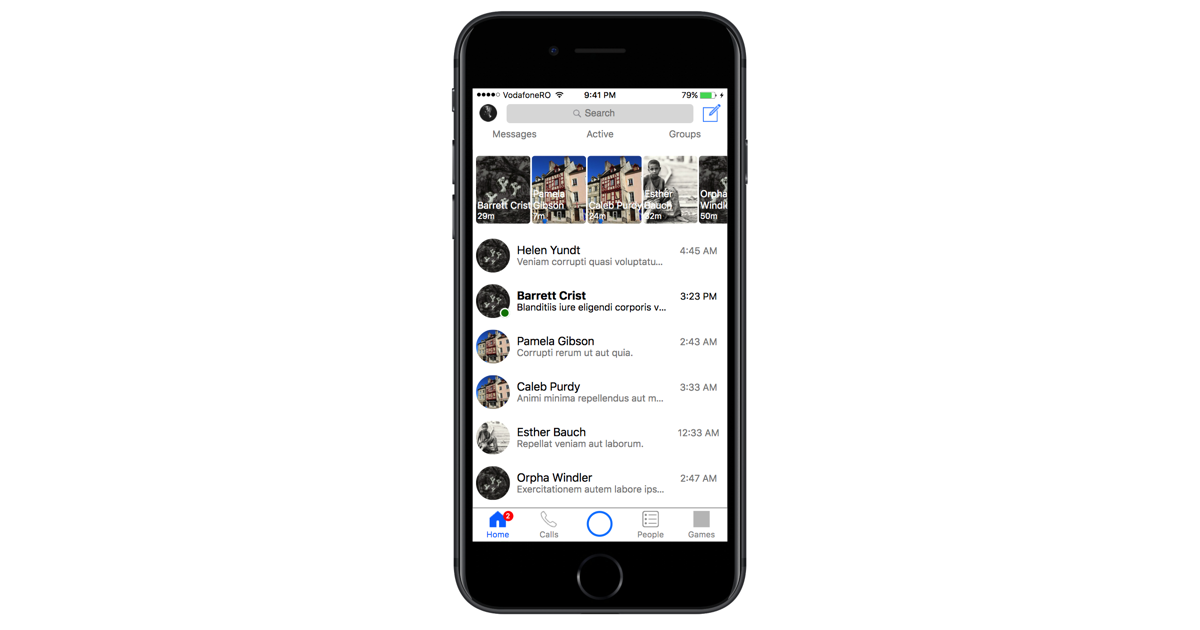 VodafoneRO 9:41 PM 79%
Search
Messages Active Groups
Barrett Crist
29m
Pamela
Gibson
7m
Caleb Purdy
24m
Esther
Bauch
32m
Orpha
50m
Helen Yundt 4:45 AM
Veniam corrupti quasi voluptatu...
Barrett Crist 3:23 PM
Blanditiis iure eligendi corporis v...
Pamela Gibson 2:43 AM
Corrupti rerum ut aut quia.
Caleb Purdy 3:33 AM
Animi minima repellendus aut m...
Esther Bauch 12:33 AM
Repellat veniam aut laborum.
Orpha Windler 2:47 AM
Exercitationem autem labore ips...
2
Home Calls People Games